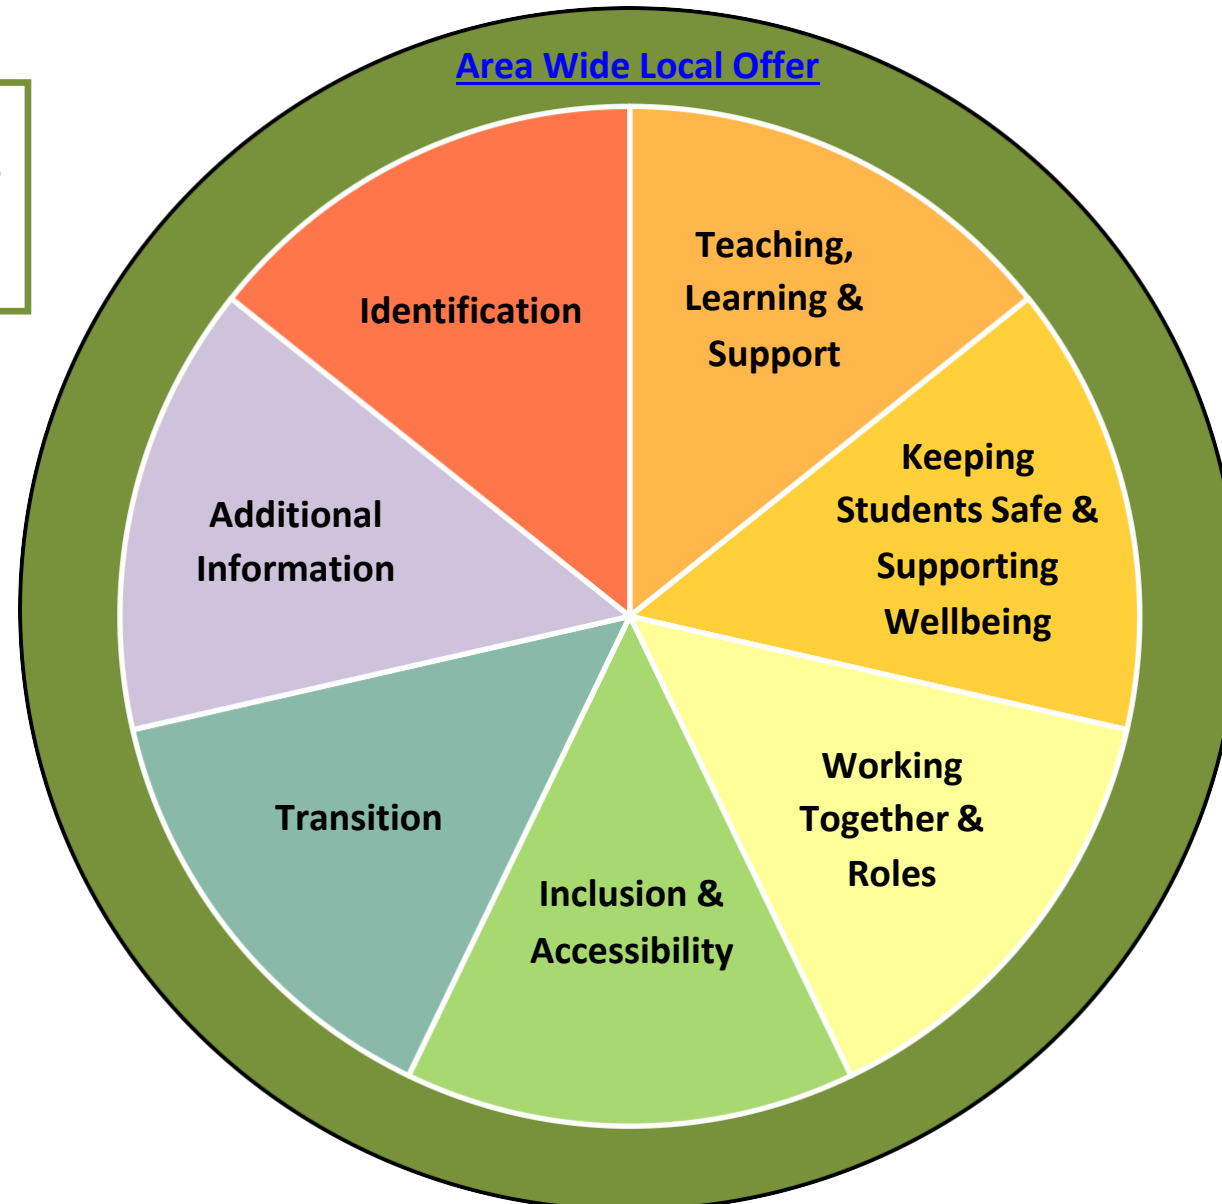 Area Wide Local Offer
Teaching,
Learning &
Support
Keeping
Students Safe &
Supporting
Wellbeing
Working
Together &
Roles
Inclusion &
Accessibility
Transition
Additional
Information
Identification